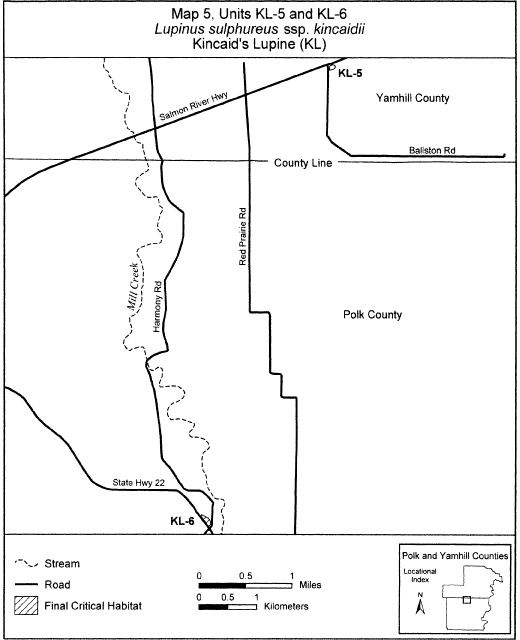 Map 5, Units KL-5 and KL-6
Lupinus sulphureus ssp. kincaidii
Kincaid's Lupine (KL)
KL-5
Yamhill County
Salmon River Hwy
Ballston Rd
County Line
Red Prairie Rd
Mill Creek
Harmony Rd
Polk County
State Hwy 22
KL-6
Stream
Road
Final Critical Habitat
0 0.5 1
Miles
0 0.5 1
Kilometers
Polk and Yamhill Counties
Locational
Index
N